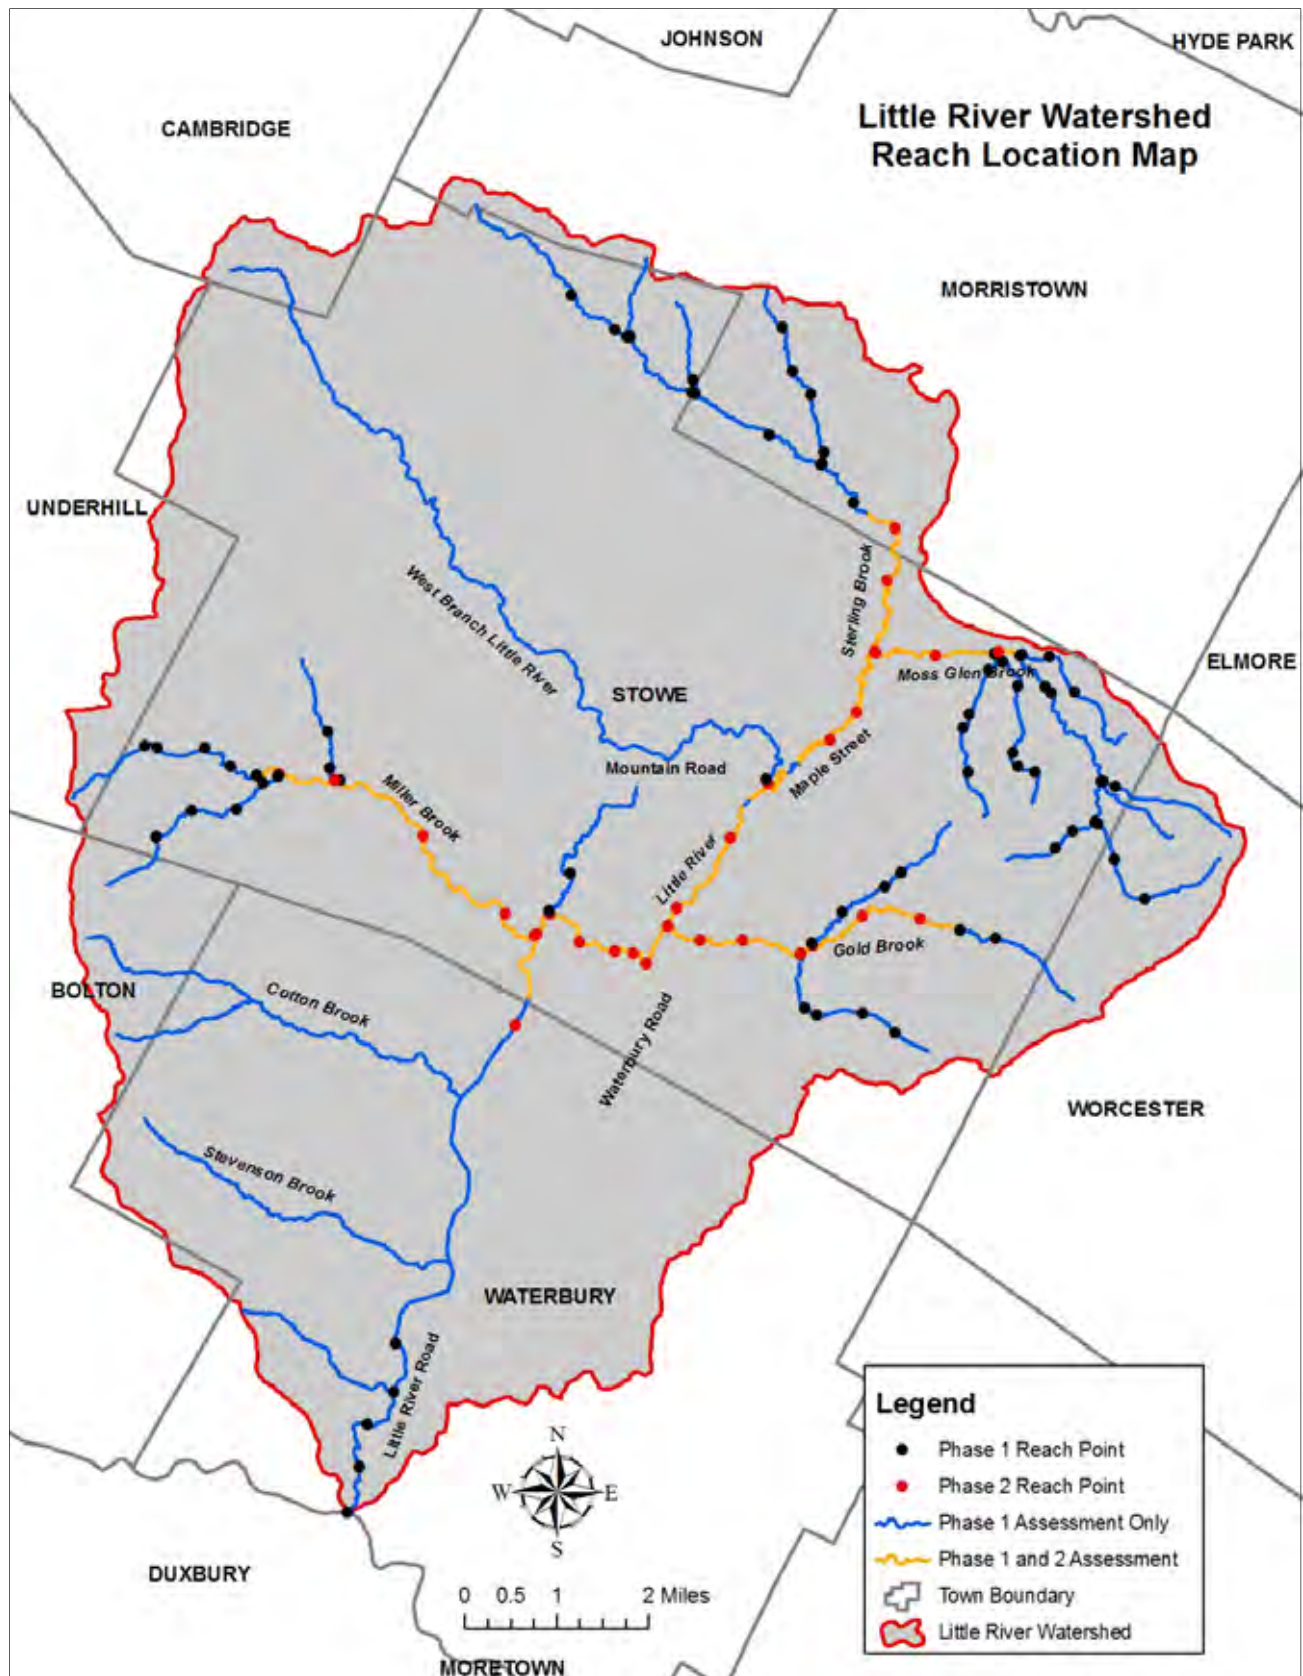 JOHNSON
HYDE PARK
Little River Watershed
Reach Location Map
CAMBRIDGE
MORRISTOWN
UNDERHILL
West Branch Little River
Sterling Brook
ELMORE
Moss Glen Brook
STOWE
Mountain Road
Maple Street
Miller Brook
Little River
Gold Brook
BOLTON
Cotton Brook
Waterbury Road
WORCESTER
Stevenson Brook
WATERBURY
Little River Road
Legend
Phase 1 Reach Point
Phase 2 Reach Point
Phase 1 Assessment Only
Phase 1 and 2 Assessment
Town Boundary
Little River Watershed
N
W E
S
DUXBURY
0 0.5 1 2 Miles
MORETOWN